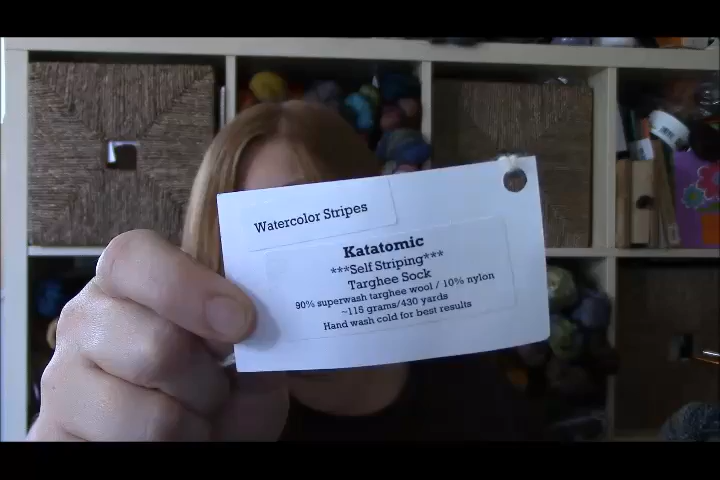 Watercolor Stripes
Katatomic
***Self Striping***
Targhee Sock
90% superwash targhee wool / 10% nylon
~115 grams/430 yards
Hand wash cold for best results